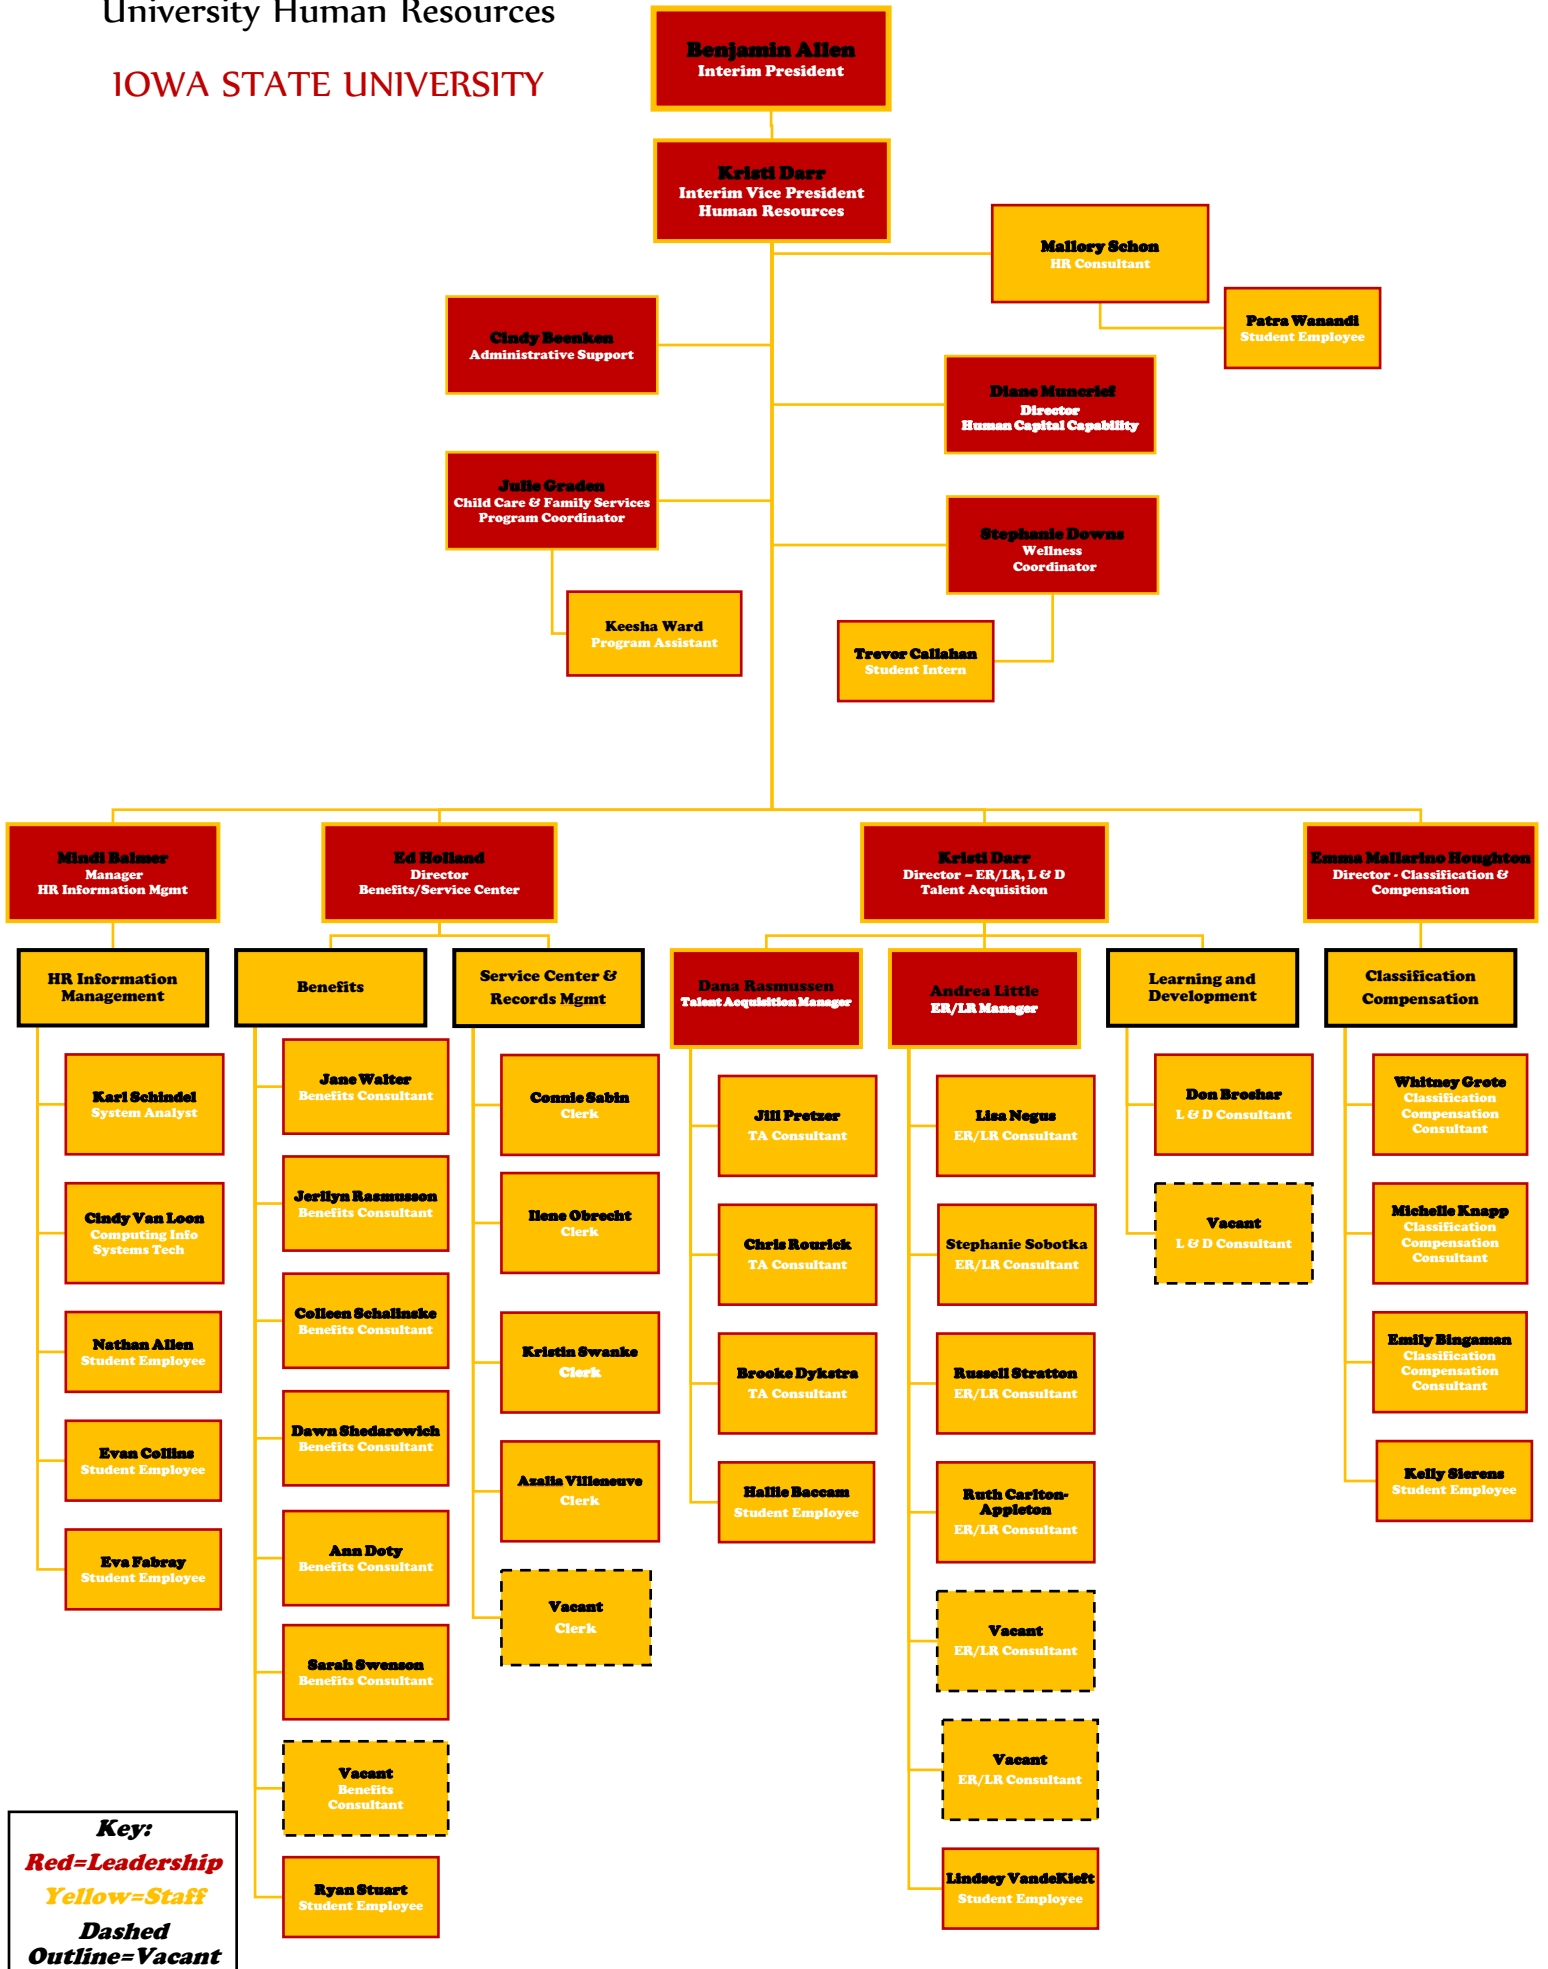 University Human Resources
IOWA STATE UNIVERSITY
Benjamin Allen
Interim President
Kristi Darr
Interim Vice President
Human Resources
Mallory Schon
HR Consultant
Patra Wanandi
Student Employee
Cindy Beenken
Administrative Support
Diane Muncrief
Director
Human Capital Capability
Julie Graden
Child Care & Family Services
Program Coordinator
Stephanie Downs
Wellness
Coordinator
Keesha Ward
Program Assistant
Trevor Callahan
Student Intern
Mindi Balmer
Manager
HR Information Mgmt
Ed Holland
Director
Benefits/Service Center
Kristi Darr
Director – ER/LR, L & D
Talent Acquisition
Emma Mallarino Houghton
Director - Classification &
Compensation
HR Information
Management
Benefits
Service Center &
Records Mgmt
Dana Rasmussen
Talent Acquisition Manager
Andrea Little
ER/LR Manager
Learning and
Development
Classification
Compensation
Karl Schindel
System Analyst
Cindy Van Loon
Computing Info
Systems Tech
Nathan Allen
Student Employee
Evan Collins
Student Employee
Eva Fabray
Student Employee
Jane Walter
Benefits Consultant
Jerilyn Rasmusson
Benefits Consultant
Colleen Schalinske
Benefits Consultant
Dawn Shedarowich
Benefits Consultant
Ann Doty
Benefits Consultant
Sarah Swenson
Benefits Consultant
Vacant
Benefits
Consultant
Ryan Stuart
Student Employee
Connie Sabin
Clerk
Ilene Obrecht
Clerk
Kristin Swanke
Clerk
Azalia Villeneuve
Clerk
Vacant
Clerk
Jill Pretzer
TA Consultant
Chris Rourick
TA Consultant
Brooke Dykstra
TA Consultant
Hallie Baccam
Student Employee
Lisa Negus
ER/LR Consultant
Stephanie Sobotka
ER/LR Consultant
Russell Stratton
ER/LR Consultant
Ruth Carlton-
Appleton
ER/LR Consultant
Vacant
ER/LR Consultant
Vacant
ER/LR Consultant
Lindsey VandeKieft
Student Employee
Don Broshar
L & D Consultant
Vacant
L & D Consultant
Whitney Grote
Classification
Compensation
Consultant
Michelle Knapp
Classification
Compensation
Consultant
Emily Bingaman
Classification
Compensation
Consultant
Kelly Sierens
Student Employee
Key:
Red=Leadership
Yellow=Staff
Dashed
Outline=Vacant